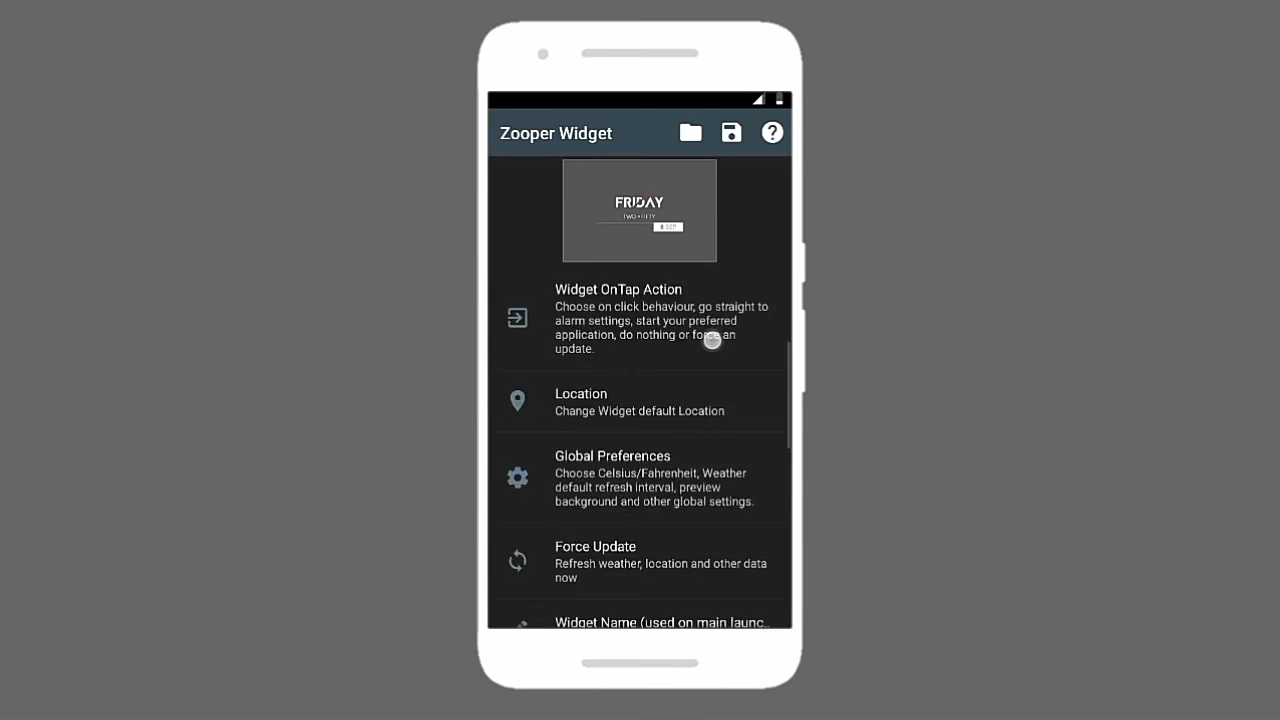 Zooper Widget
FRIDAY
TWO•FIFTY
Widget OnTap Action
Choose on click behaviour, go straight to
alarm settings, start your preferred
application, do nothing or force an
update.
Location
Change Widget default Location
Global Preferences
Choose Celsius/Fahrenheit, Weather
default refresh interval, preview
background and other global settings.
Force Update
Refresh weather, location and other data
now
Widget Name (used on main launc..